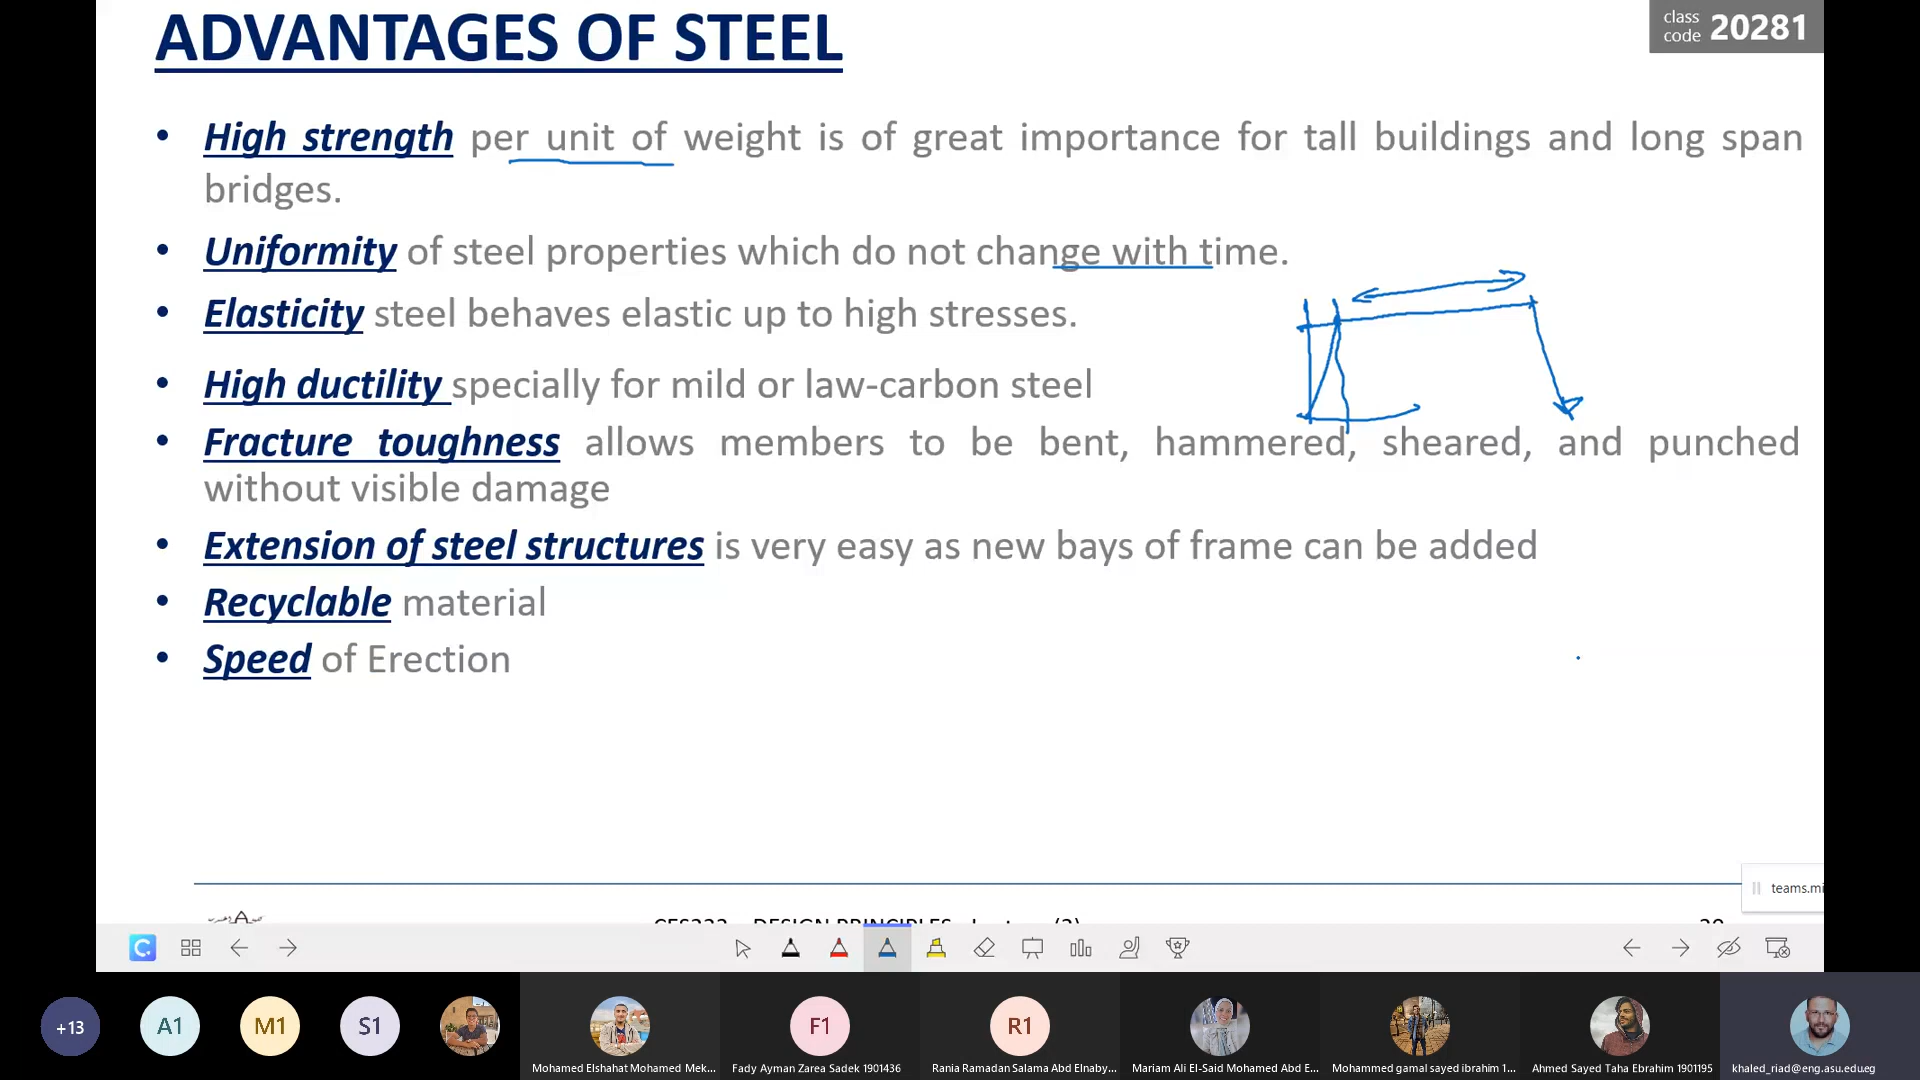 ADVANTAGES OF STEEL
class
code 20281
• High strength per unit of weight is of great importance for tall buildings and long span
bridges.
• Uniformity of steel properties which do not change with time.
• Elasticity steel behaves elastic up to high stresses.
• High ductility specially for mild or law-carbon steel
• Fracture toughness allows members to be bent, hammered, sheared, and punched
without visible damage
• Extension of steel structures is very easy as new bays of frame can be added
• Recyclable material
• Speed of Erection
teams.mi
+13
A1
M1
S1
F1
R1
Mohamed Elshahat Mohamed Mek...
Fady Ayman Zarea Sadek 1901436
Rania Ramadan Salama Abd Elnaby...
Mariam Ali El-Said Mohamed Abd E...
Mohammed gamal sayed ibrahim 1...
Ahmed Sayed Taha Ebrahim 1901195
khaled_riad@eng.asu.edu.eg